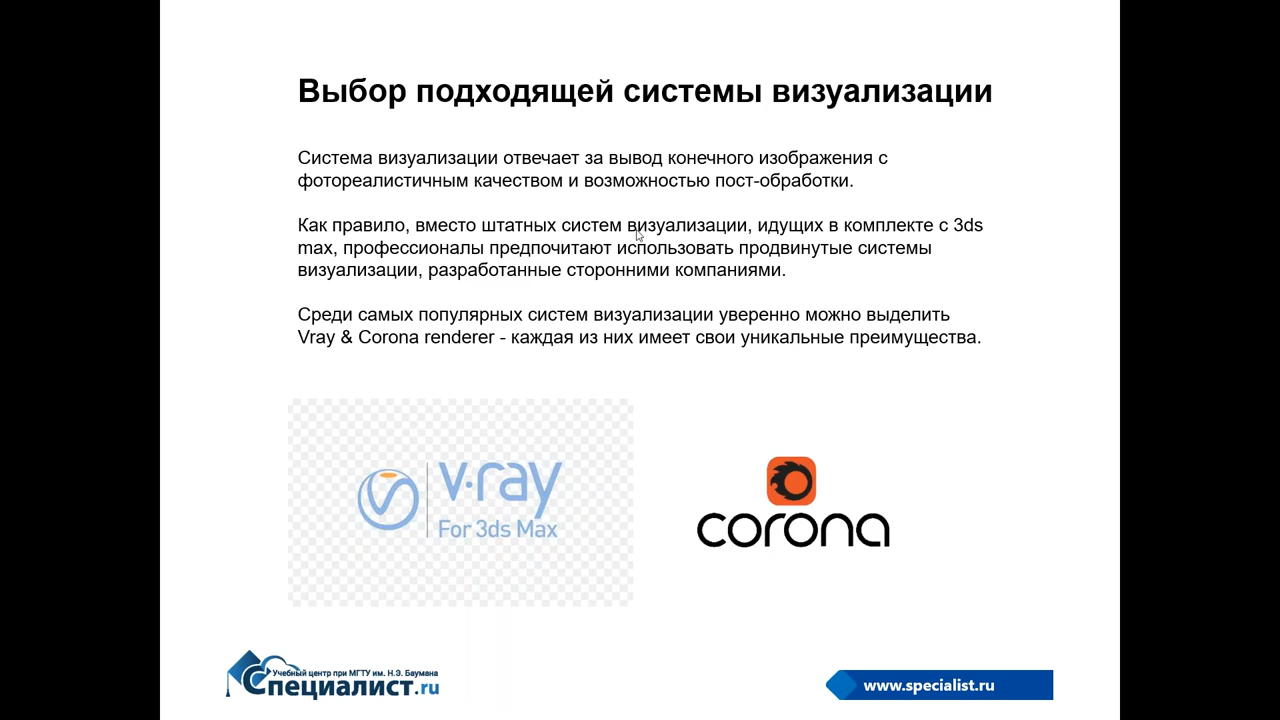 Выбор подходящей системы визуализации
Система визуализации отвечает за вывод конечного изображения с
фотореалистичным качеством и возможностью пост-обработки.
Как правило, вместо штатных систем визуализации, идущих в комплекте с 3ds
max, профессионалы предпочитают использовать продвинутые системы
визуализации, разработанные сторонними компаниями.
Среди самых популярных систем визуализации уверенно можно выделить
Vray & Corona renderer - каждая из них имеет свои уникальные преимущества.
v·ray
For 3ds Max
corona
Учебный центр при МГТУ им. Н.Э. Баумана
Специалист.ru
www.specialist.ru